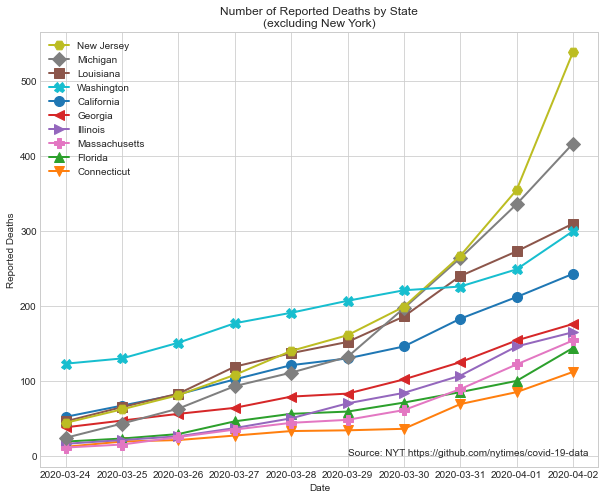 Number of Reported Deaths by State
(excluding New York)
New Jersey
Michigan
Louisiana
Washington
California
Georgia
Illinois
Massachusetts
Florida
Connecticut
Reported Deaths
500
400
300
200
100
0
Source: NYT https://github.com/nytimes/covid-19-data
2020-03-24 2020-03-25 2020-03-26 2020-03-27 2020-03-28 2020-03-29 2020-03-30 2020-03-31 2020-04-01 2020-04-02
Date